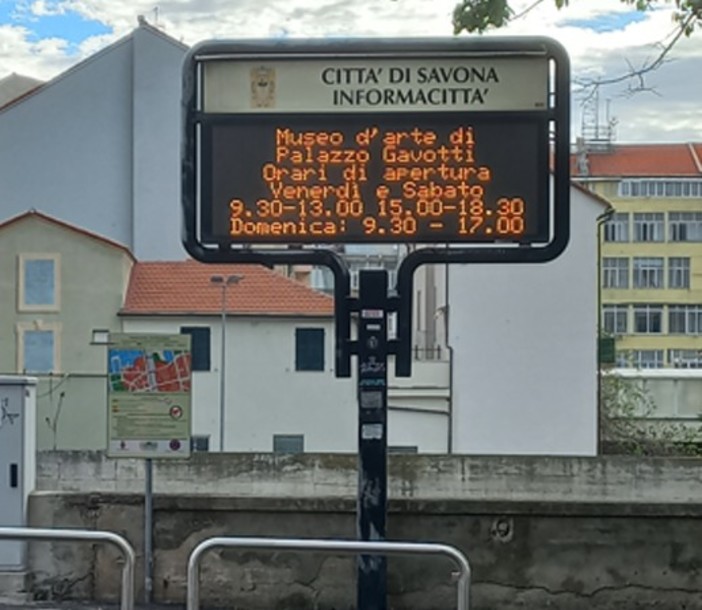 CITTA' DI SAVONA
INFORMACITTA'
Museo d'arte di
Palazzo Gavotti
Orari di apertura
Venerdì e Sabato
9.30-13.00 15.00-18.30
Domenica: 9.30 - 17.00